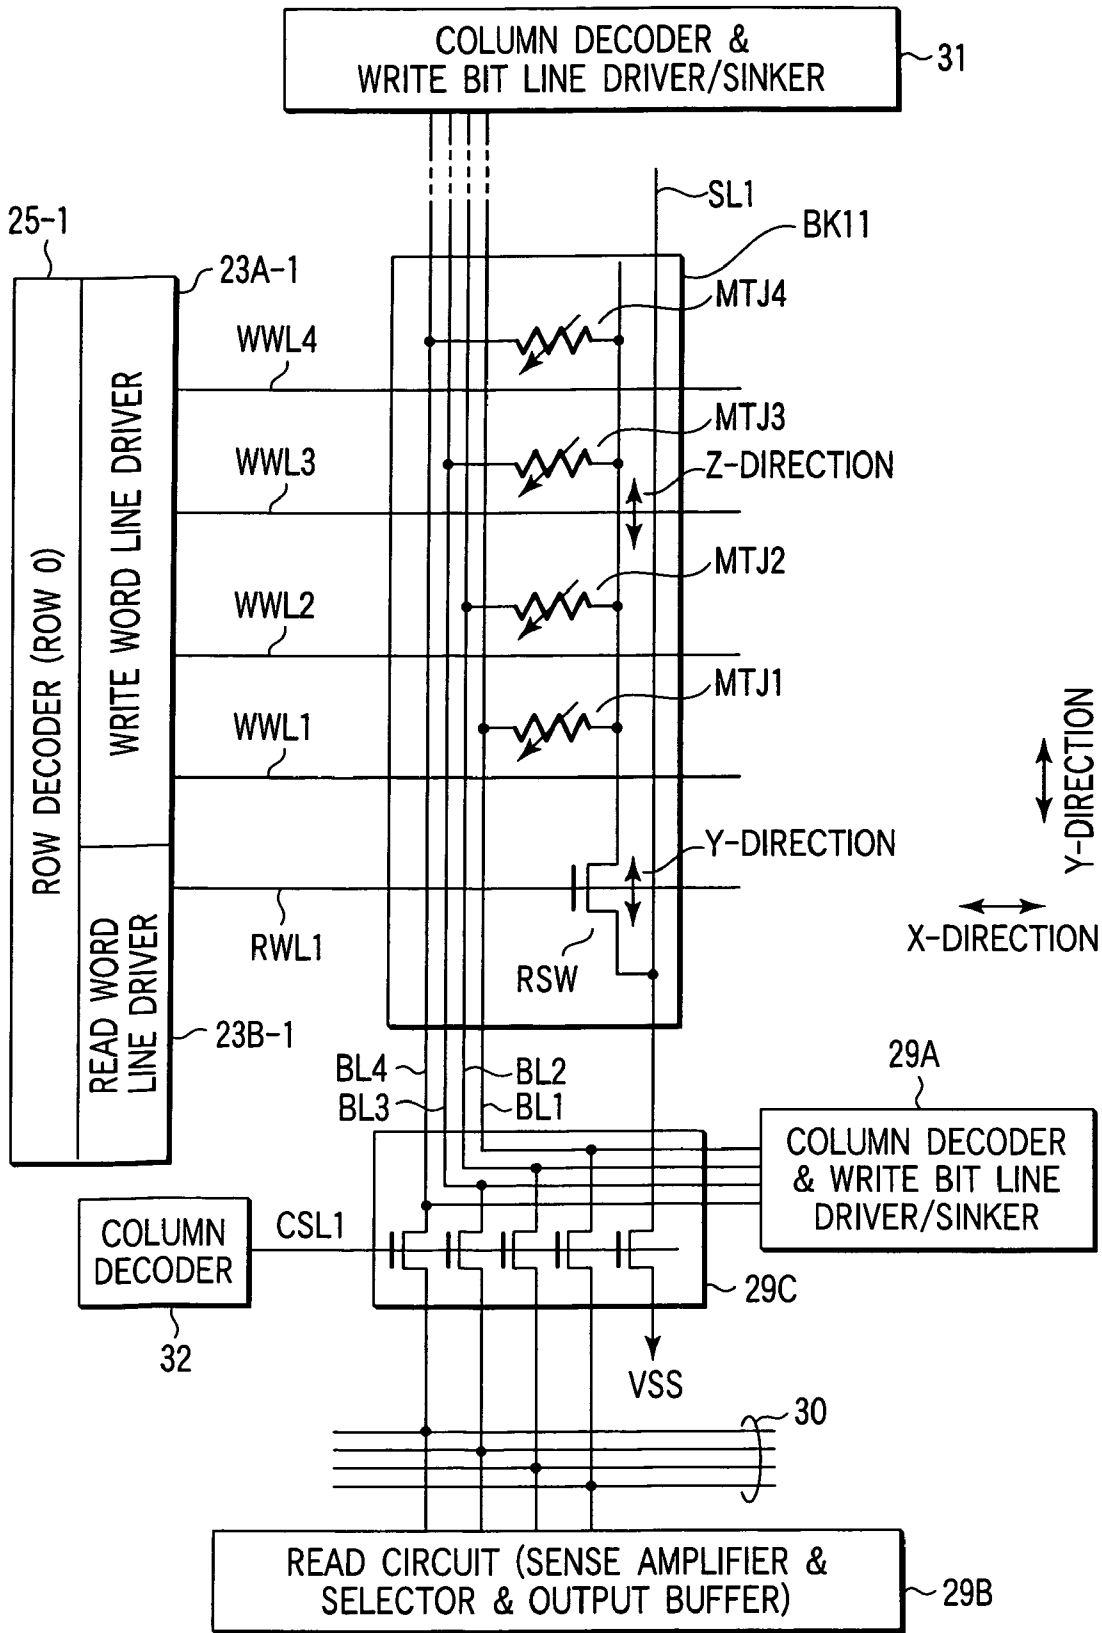 COLUMN DECODER &
WRITE BIT LINE DRIVER/SINKER
31
SL1
25-1
BK11
23A-1
MTJ4
WWL4
MTJ3
WWL3
Z-DIRECTION
MTJ2
WWL2
MTJ1
WWL1
ROW DECODER (ROW 0)
WRITE WORD LINE DRIVER
Y-DIRECTION
Y-DIRECTION
X-DIRECTION
RWL1
RSW
READ WORD
LINE DRIVER
23B-1
BL4
BL2
BL3
BL1
29A
COLUMN DECODER
& WRITE BIT LINE
DRIVER/SINKER
COLUMN
DECODER
CSL1
29C
32
VSS
30
READ CIRCUIT (SENSE AMPLIFIER &
SELECTOR & OUTPUT BUFFER)
29B